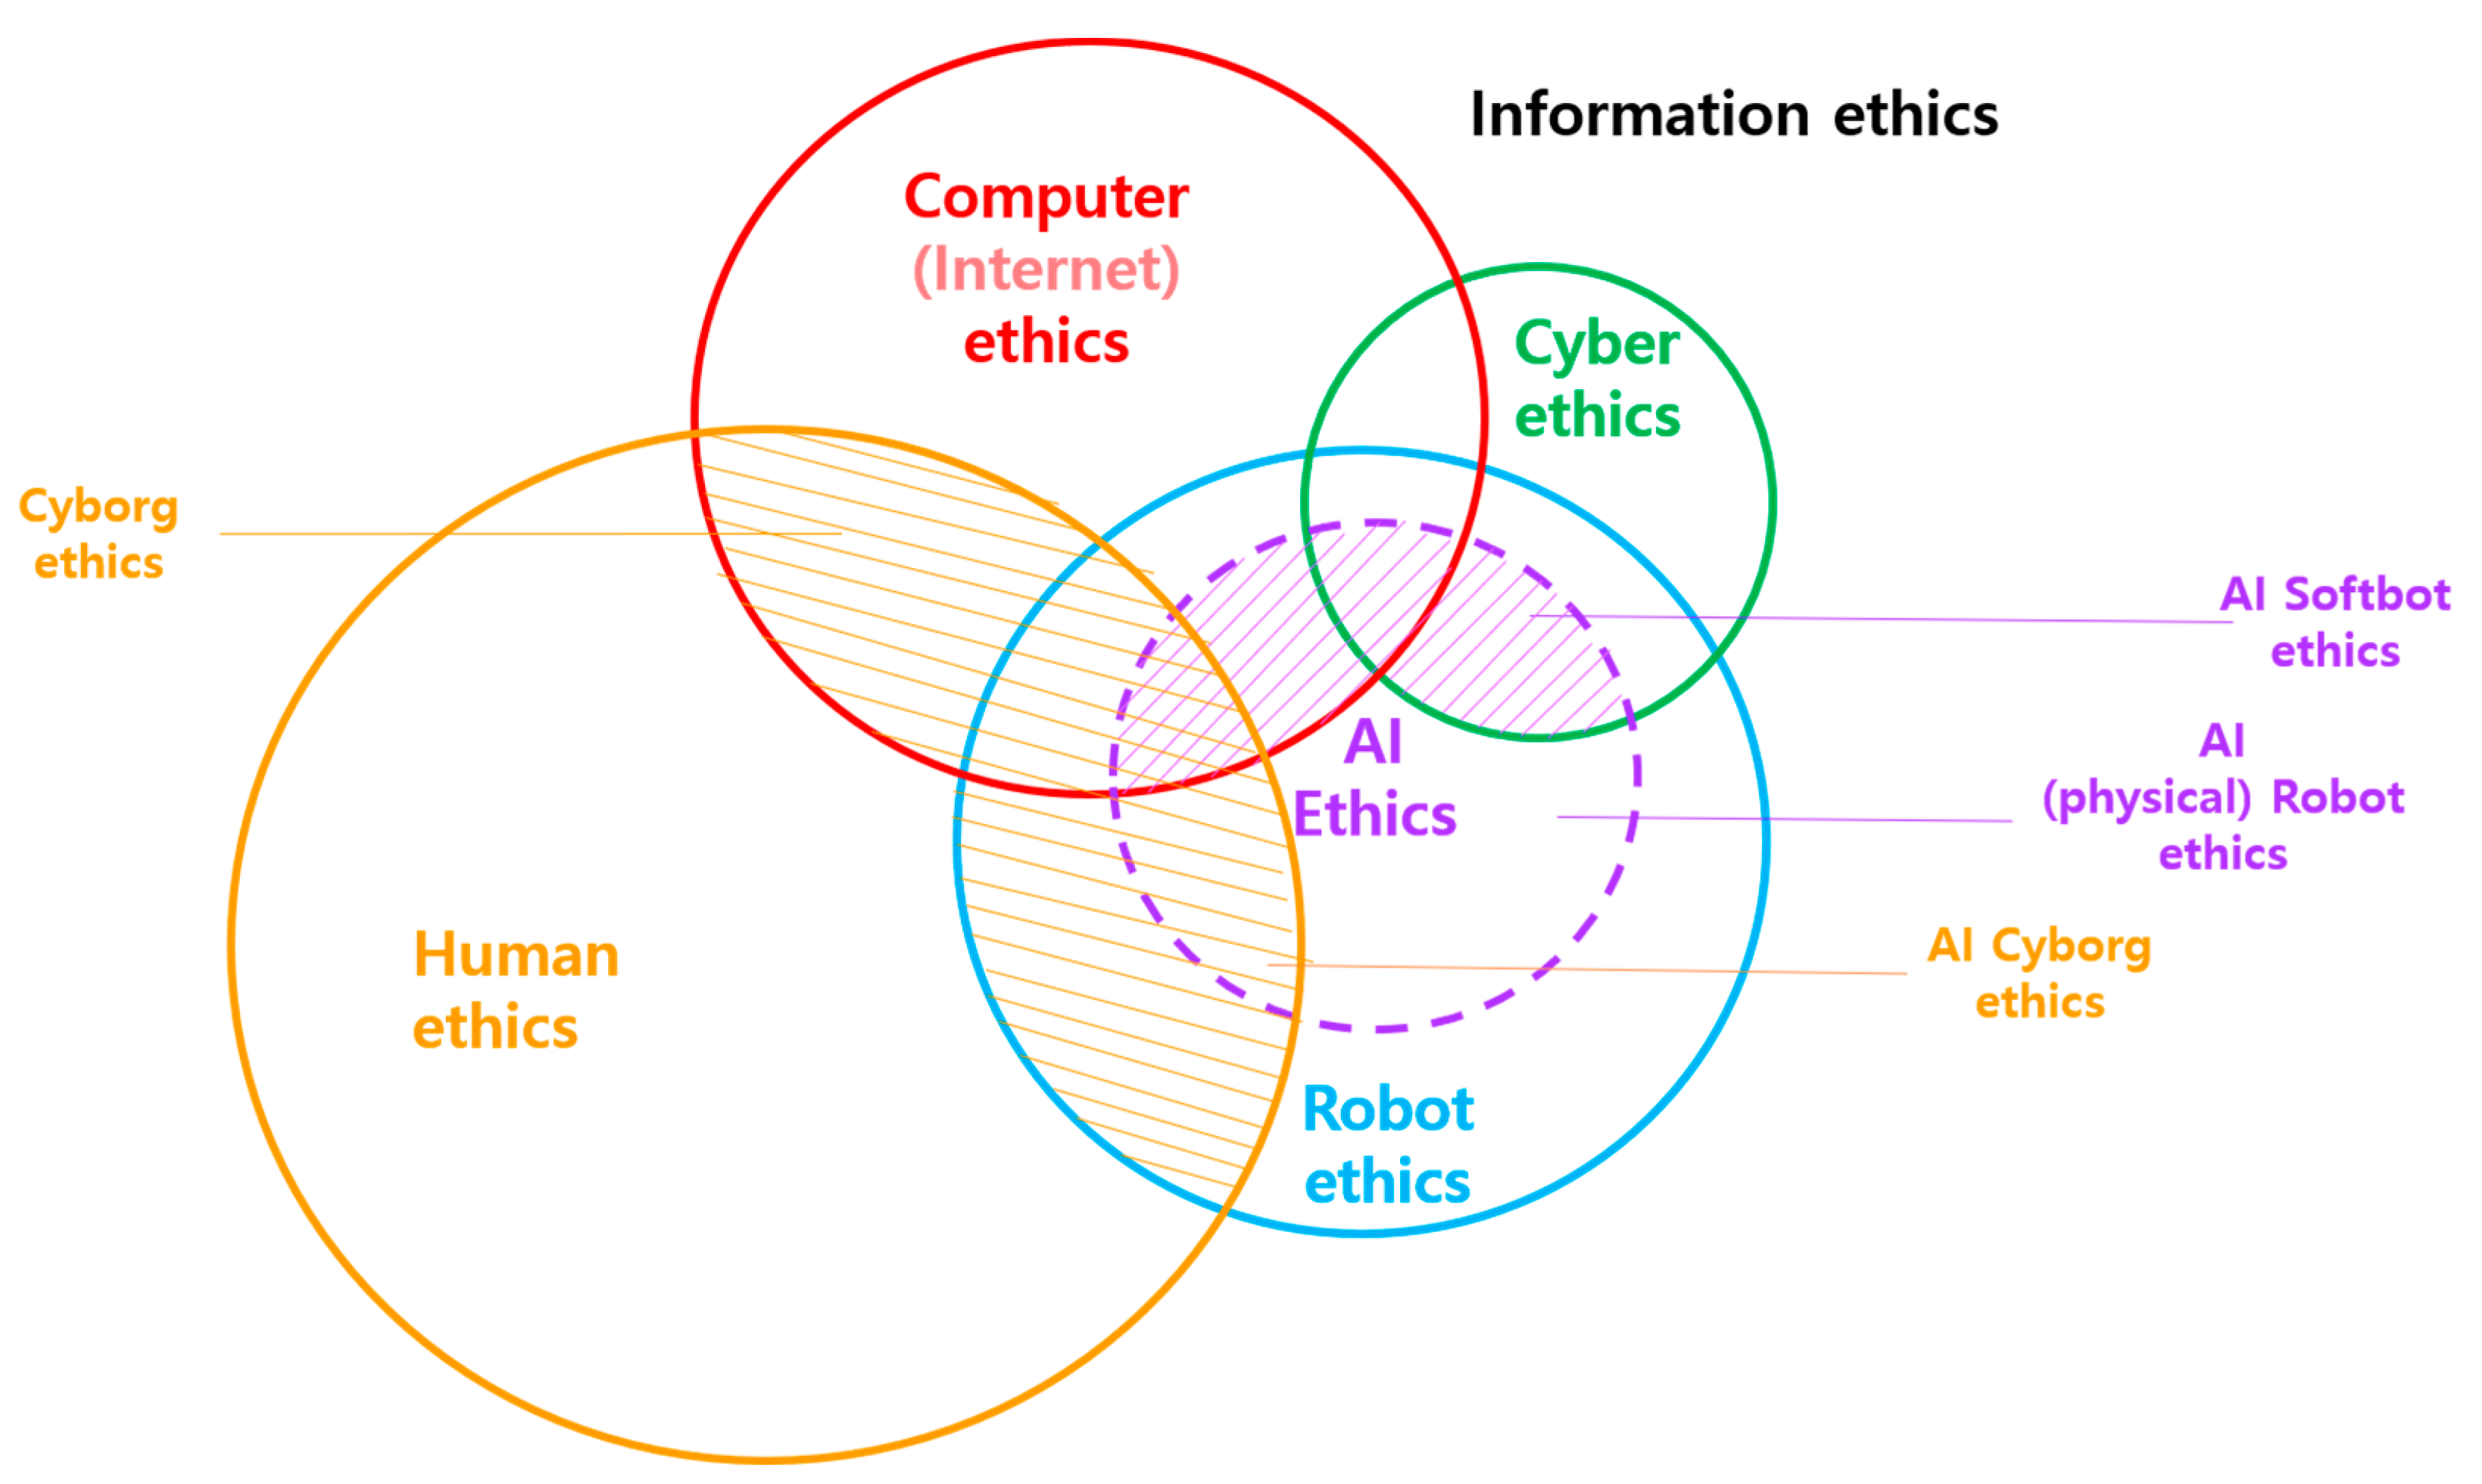 Information ethics
Computer
(Internet)
ethics
Cyber
ethics
Cyborg
ethics
AI Softbot
ethics
AI
Ethics
AI
(physical) Robot
ethics
Human
ethics
AI Cyborg
ethics
Robot
ethics